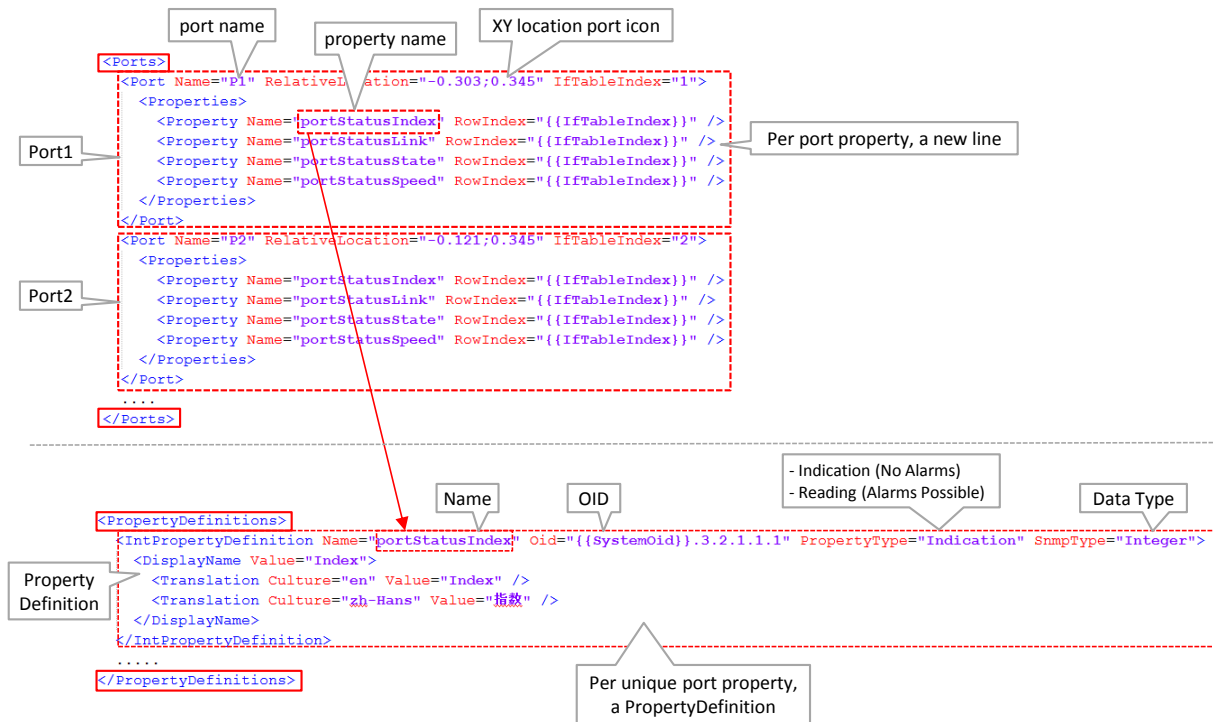 port name
property name
XY location port icon
<Ports>
<Port Name="P1" RelativeLocation="-0.303;0.345" IfTableIndex="1">
<Properties>
<Property Name="portStatusIndex" RowIndex="{{IfTableIndex}}" />
<Property Name="portStatusLink" RowIndex="{{IfTableIndex}}" />
<Property Name="portStatusState" RowIndex="{{IfTableIndex}}" />
<Property Name="portStatusSpeed" RowIndex="{{IfTableIndex}}" />
</Properties>
</Port>
Port1
Per port property, a new line
<Port Name="P2" RelativeLocation="-0.121;0.345" IfTableIndex="2">
<Properties>
<Property Name="portStatusIndex" RowIndex="{{IfTableIndex}}" />
<Property Name="portStatusLink" RowIndex="{{IfTableIndex}}" />
<Property Name="portStatusState" RowIndex="{{IfTableIndex}}" />
<Property Name="portStatusSpeed" RowIndex="{{IfTableIndex}}" />
</Properties>
</Port>
Port2
....
</Ports>
Name
OID
- Indication (No Alarms)
- Reading (Alarms Possible)
Data Type
<PropertyDefinitions>
<IntPropertyDefinition Name="portStatusIndex" Oid="{{SystemOid}}.3.2.1.1.1" PropertyType="Indication" SnmpType="Integer">
<DisplayName Value="Index">
<Translation Culture="en" Value="Index" />
<Translation Culture="zh-Hans" Value="指数" />
</DisplayName>
</IntPropertyDefinition>
Property
Definition
.....
</PropertyDefinitions>
Per unique port property,
a PropertyDefinition